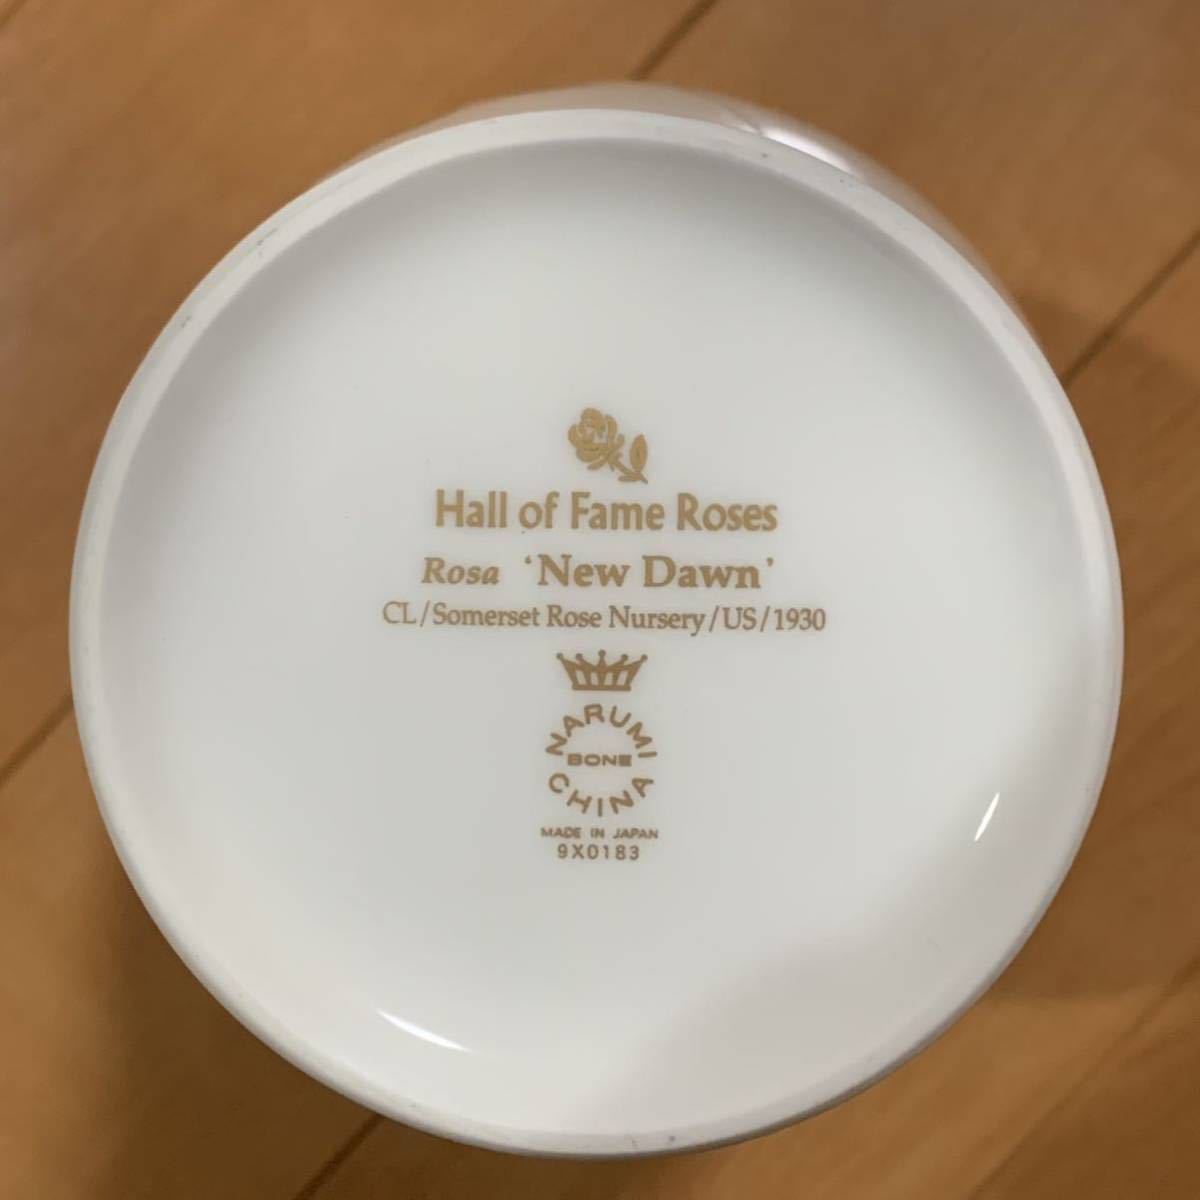 Hall of Fame Roses
Rosa 'New Dawn'
CL/Somerset Rose Nursery/US/1930
NARUMI
BONE
CHINA
MADE IN JAPAN
9X0183